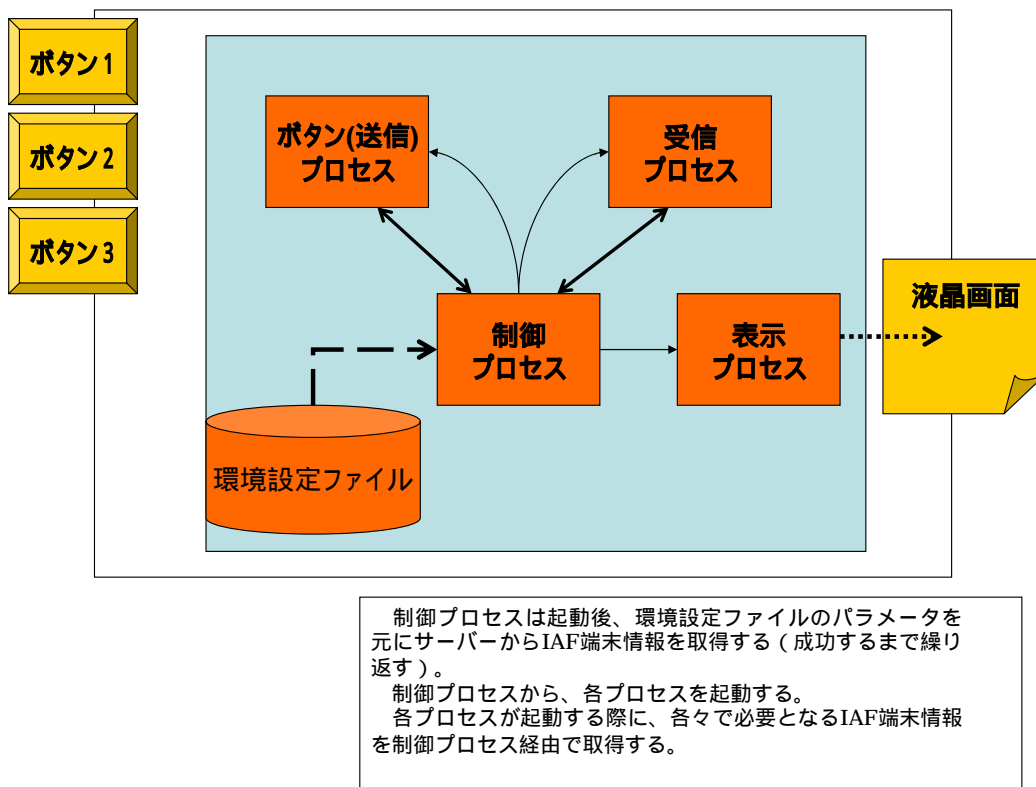 ボタン1
ボタン2
ボタン3
ボタン(送信)
プロセス
受信
プロセス
制御
プロセス
表示
プロセス
液晶画面
環境設定ファイル
制御プロセスは起動後、環境設定ファイルのパラメータを
元にサーバーからIAF端末情報を取得する（成功するまで繰り
返す）。
制御プロセスから、各プロセスを起動する。
各プロセスが起動する際に、各々で必要となるIAF端末情報
を制御プロセス経由で取得する。